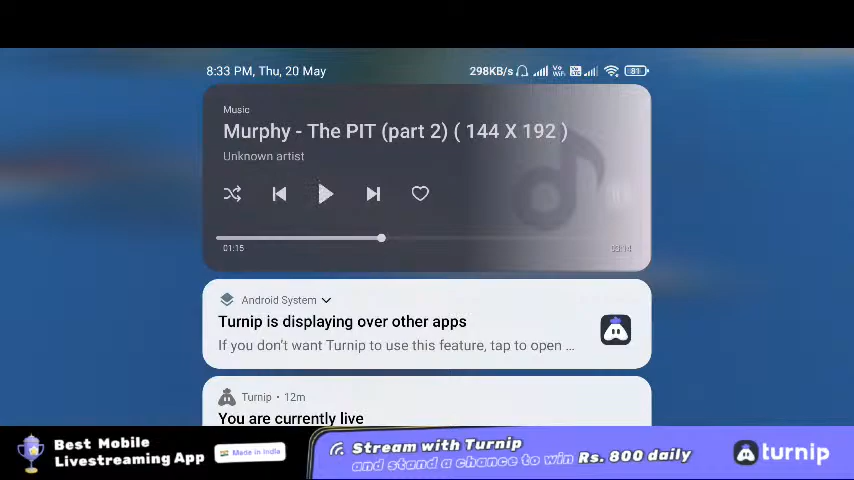 8:33 PM, Thu, 20 May
298KB/s
Vo
WiFi
81
Music
Murphy - The PIT (part 2) ( 144 X 192 )
Unknown artist
01:15
Android System
Turnip is displaying over other apps
If you don't want Turnip to use this feature, tap to open ...
Turnip • 12m
You are currently live
Best Mobile
Livestreaming App
Made in India
Stream with Turnip
and stand a chance to win Rs. 800 daily
turnip